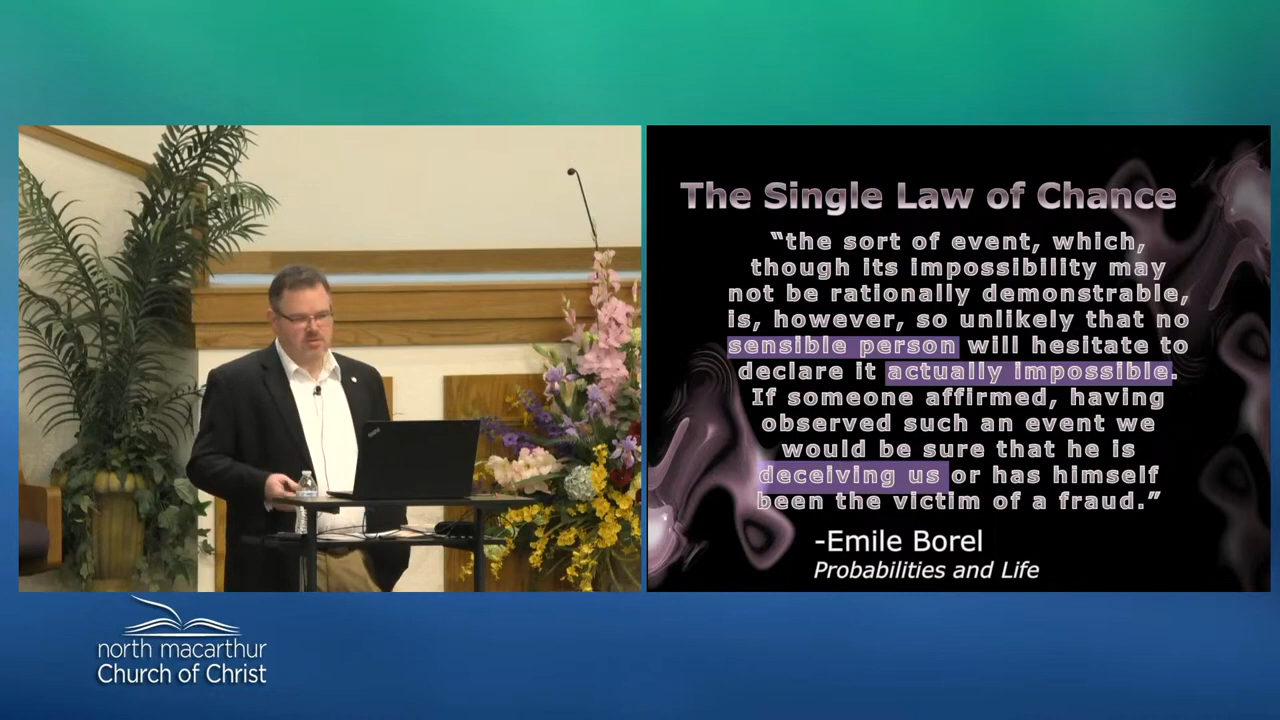 The Single Law of Chance
“the sort of event, which,
though its impossibility may
not be rationally demonstrable,
is, however, so unlikely that no
sensible person will hesitate to
declare it actually impossible.
If someone affirmed, having
observed such an event we
would be sure that he is
deceiving us or has himself
been the victim of a fraud.”
-Emile Borel
Probabilities and Life
north macarthur
Church of Christ